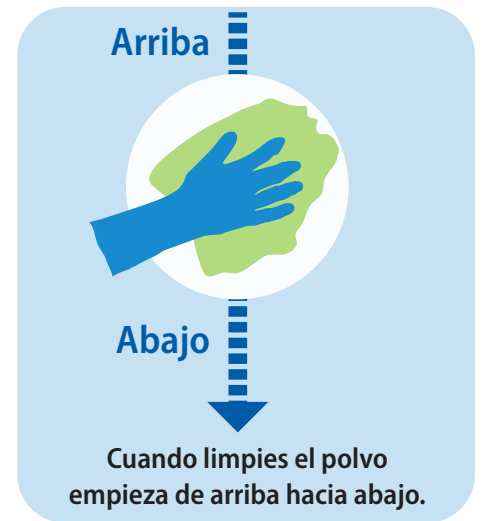 Arriba
Abajo
Cuando limpies el polvo
empieza de arriba hacia abajo.